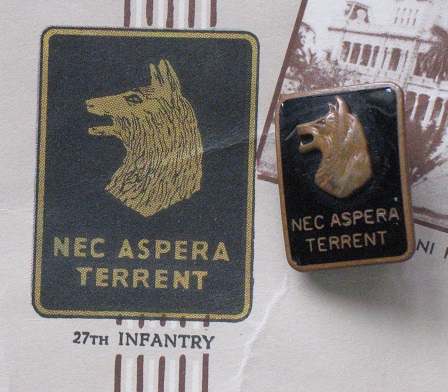 NEC ASPERA
TERRENT
27TH INFANTRY
NEC ASPERA
TERRENT